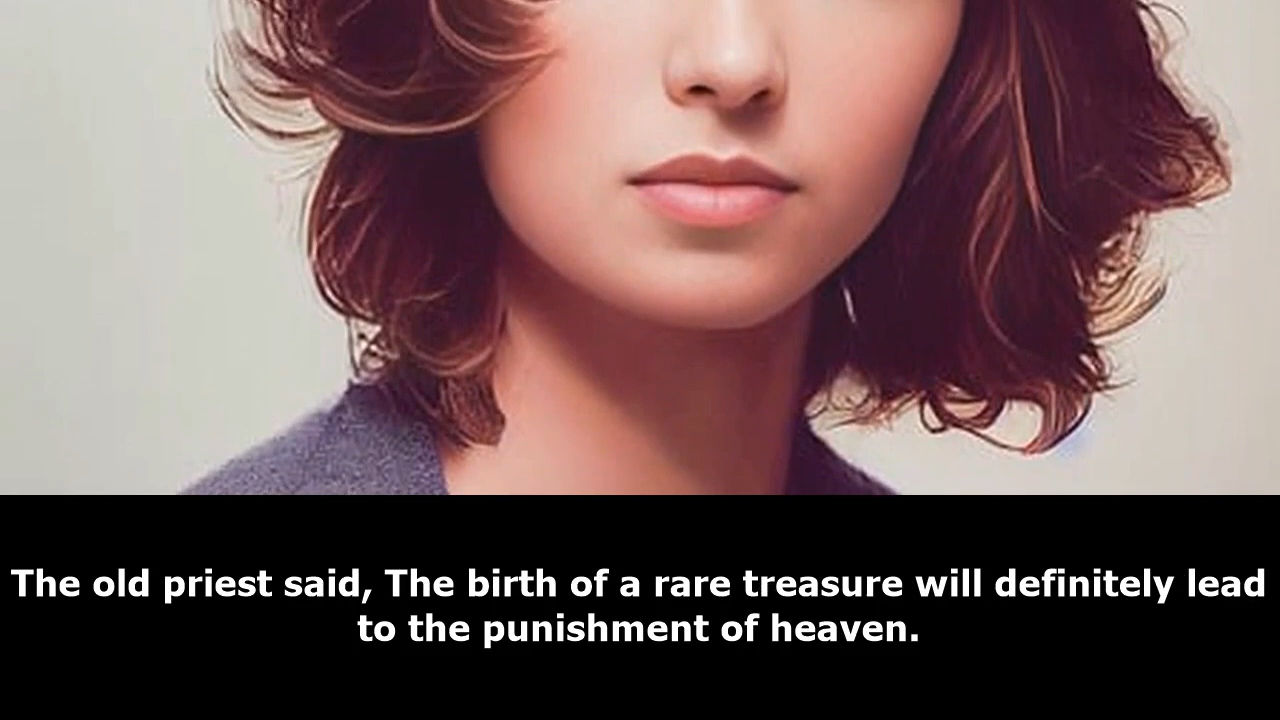 The old priest said, The birth of a rare treasure will definitely lead
to the punishment of heaven.